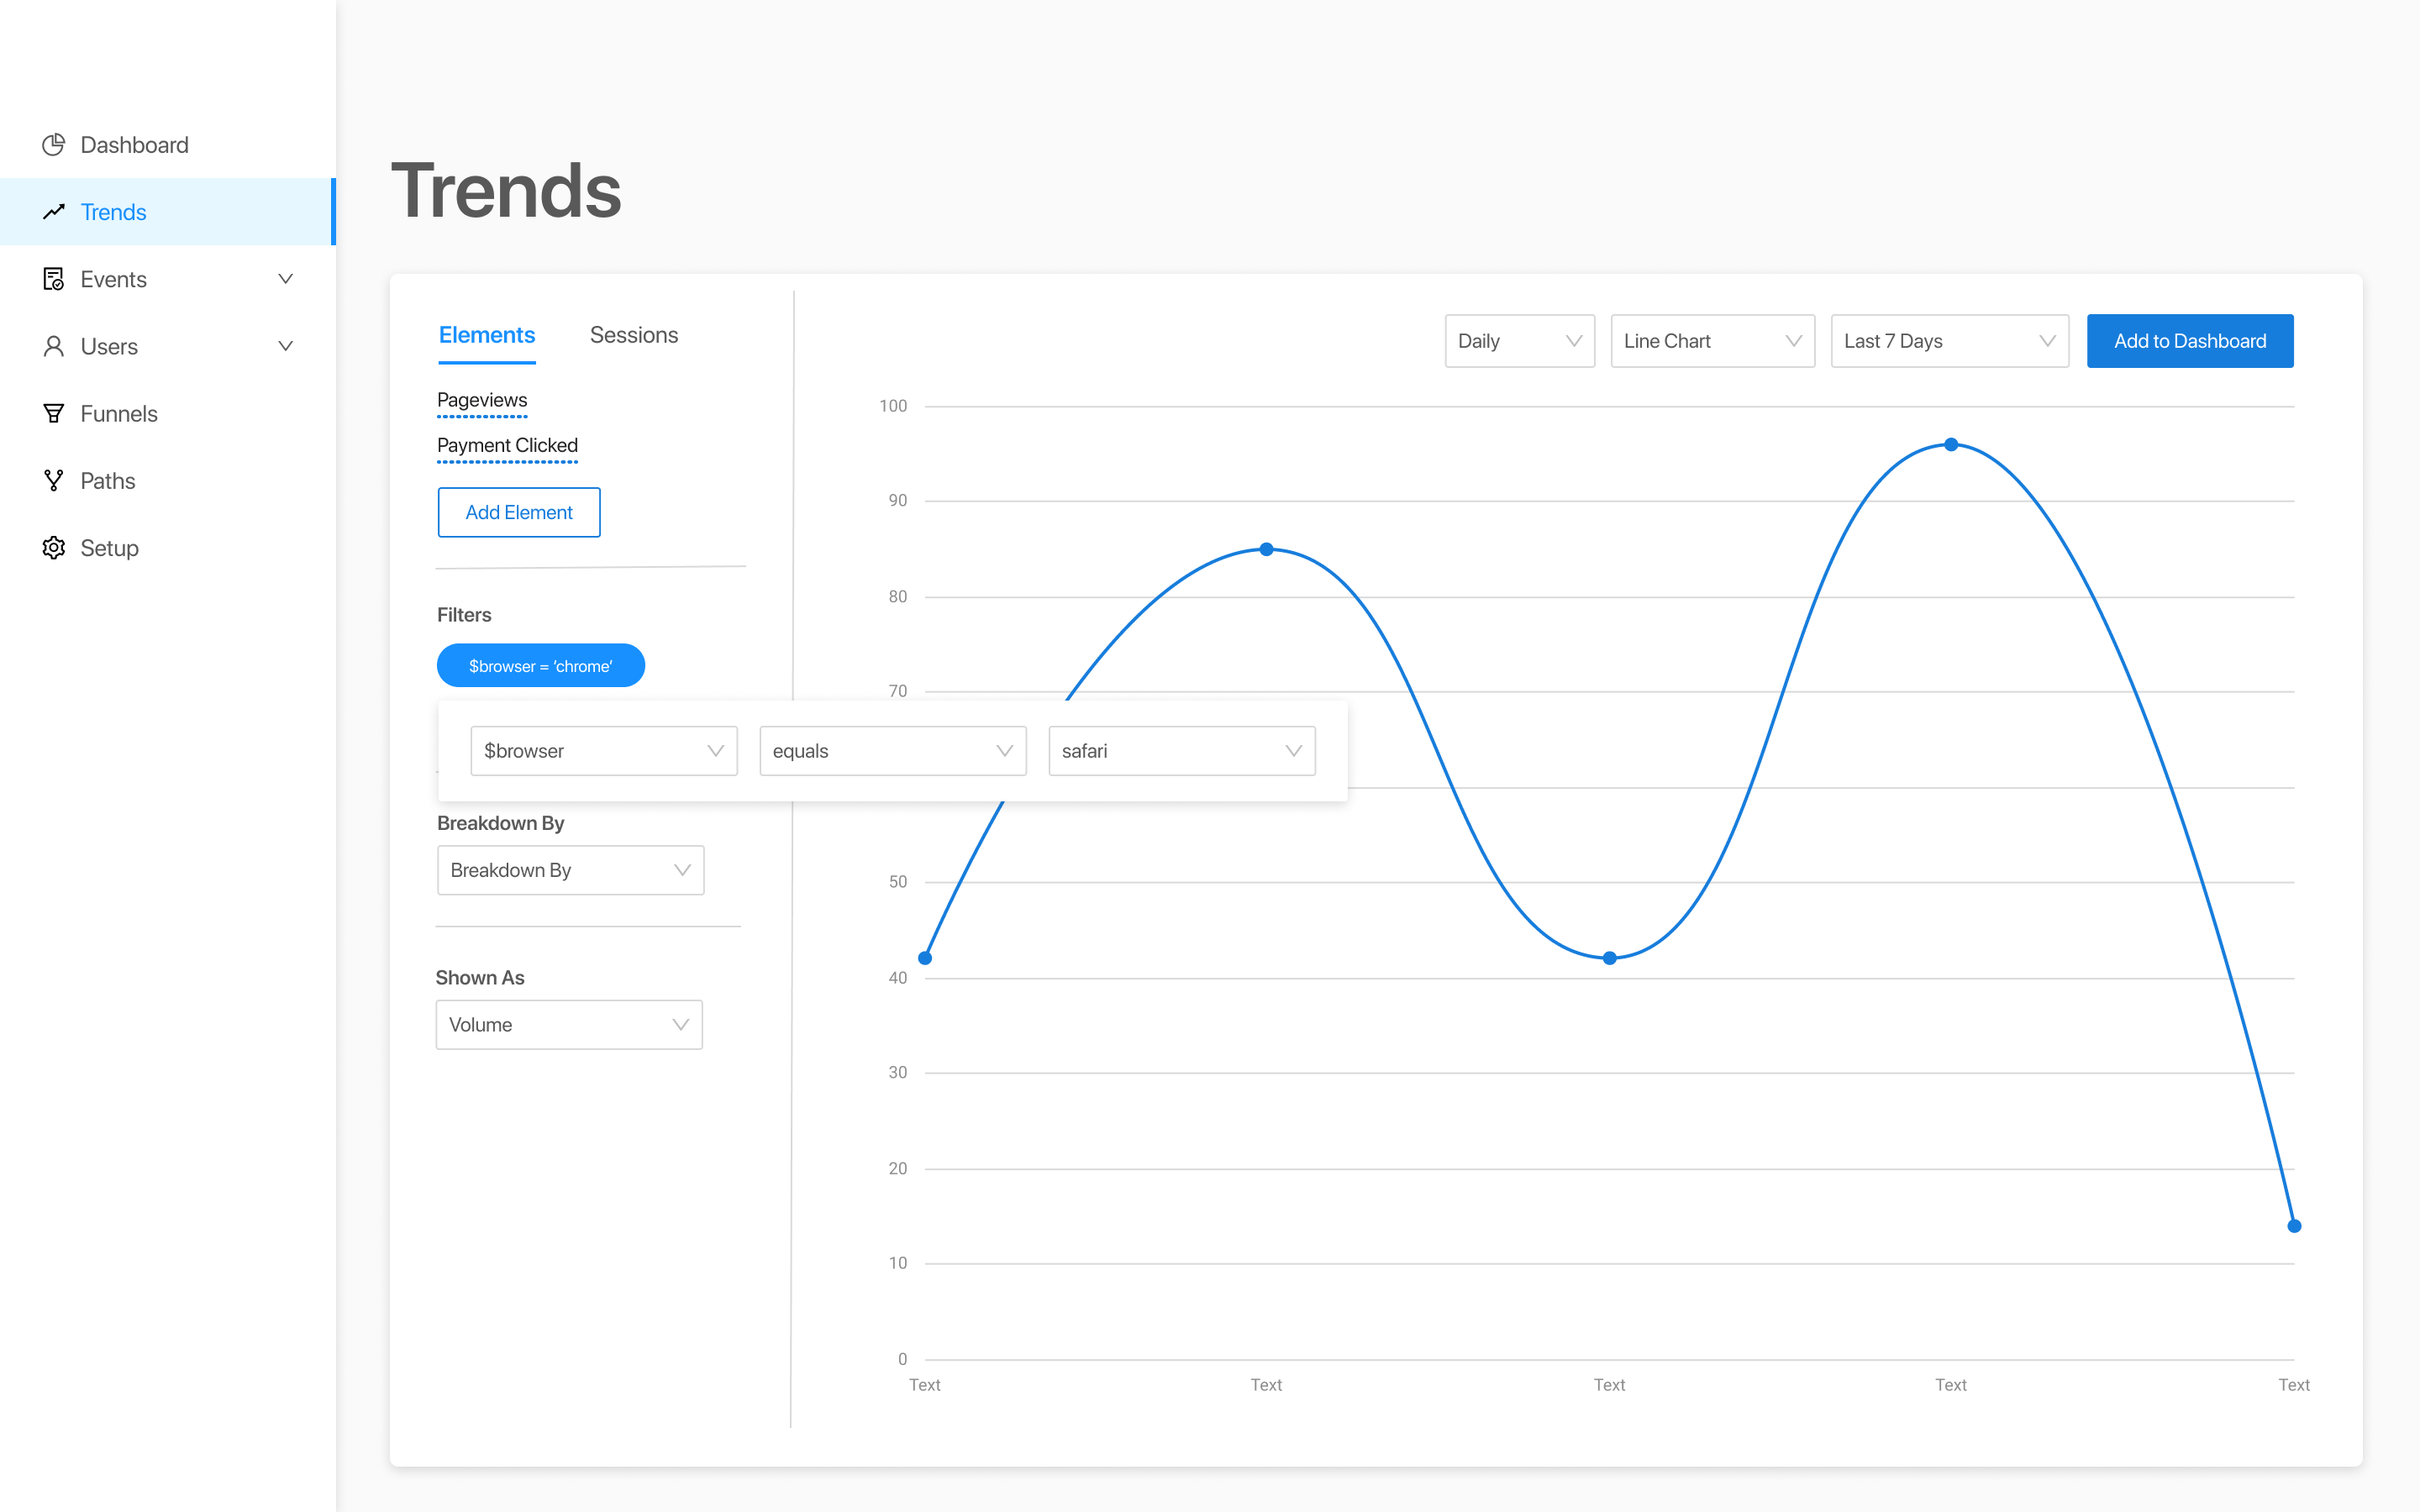 Dashboard
Trends
Events
Users
Funnels
Paths
Setup
Trends
Elements Sessions
Pageviews
Payment Clicked
Add Element
Filters
$browser = ‘chrome’
$browser equals safari
Breakdown By
Breakdown By
Shown As
Volume
Daily Line Chart Last 7 Days Add to Dashboard
100
90
80
70
50
40
30
20
10
0
Text Text Text Text Text